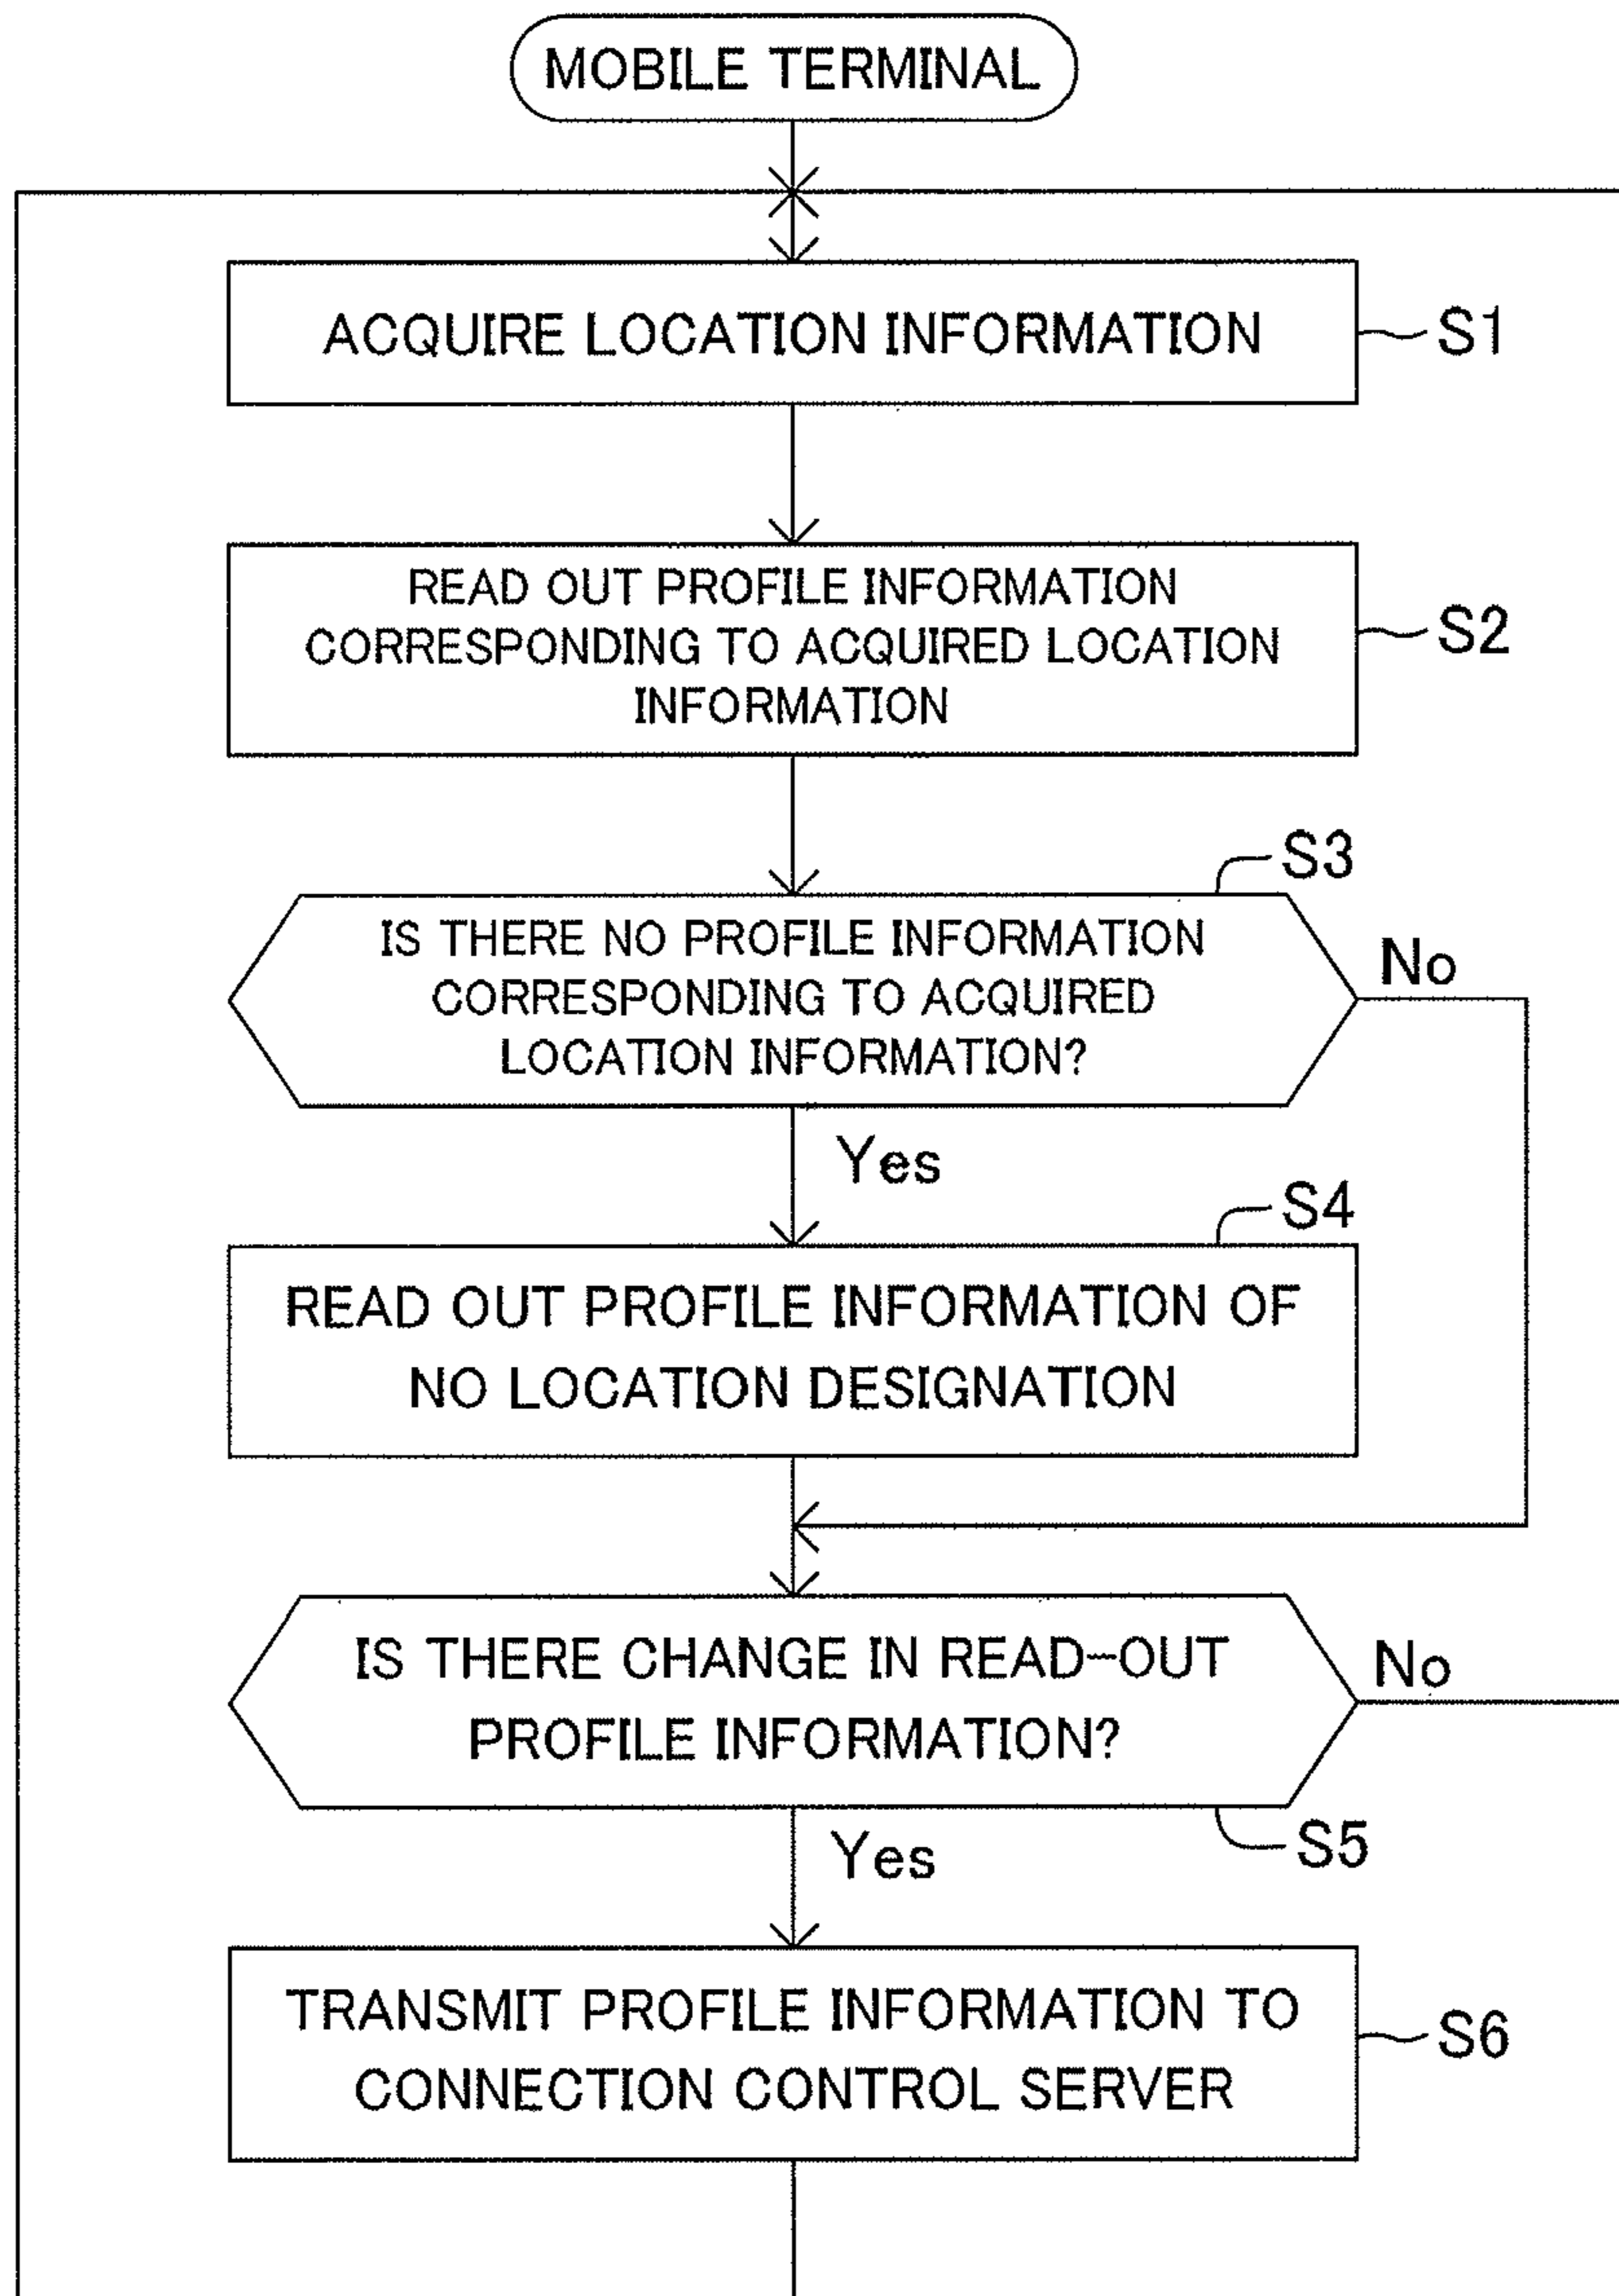 MOBILE TERMINAL
ACQUIRE LOCATION INFORMATION
S1
READ OUT PROFILE INFORMATION
CORRESPONDING TO ACQUIRED LOCATION
INFORMATION
S2
S3
IS THERE NO PROFILE INFORMATION
CORRESPONDING TO ACQUIRED
LOCATION INFORMATION?
No
Yes
S4
READ OUT PROFILE INFORMATION OF
NO LOCATION DESIGNATION
IS THERE CHANGE IN READ-OUT
PROFILE INFORMATION?
No
S5
Yes
TRANSMIT PROFILE INFORMATION TO
CONNECTION CONTROL SERVER
S6